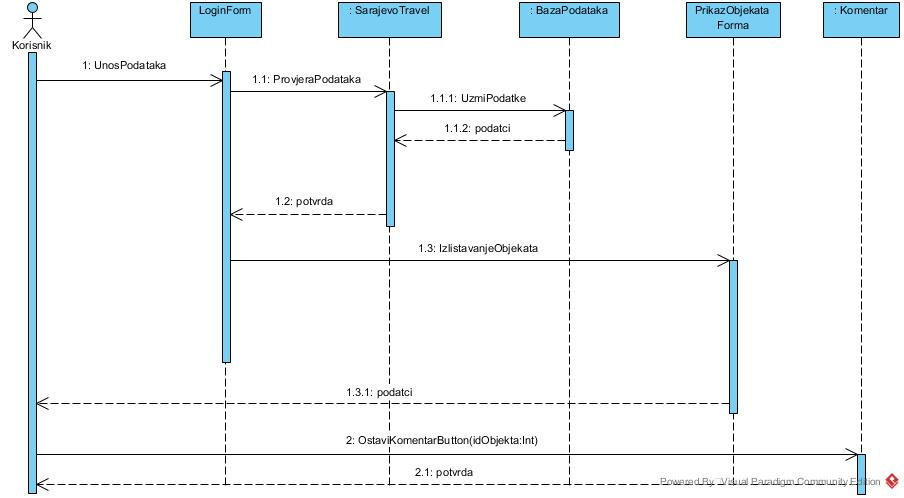 LoginForm
: SarajevoTravel
: BazaPodataka
PrikazObjekata
Forma
: Komentar
Korisnik
1: UnosPodataka
1.1: ProvjeraPodataka
1.1.1: UzmiPodatke
1.1.2: podatci
1.2: potvrda
1.3: IzlistavanjeObjekata
1.3.1: podatci
2: OstaviKomentarButton(idObjekta:Int)
2.1: potvrda
Powered By Visual Paradigm Community Edition